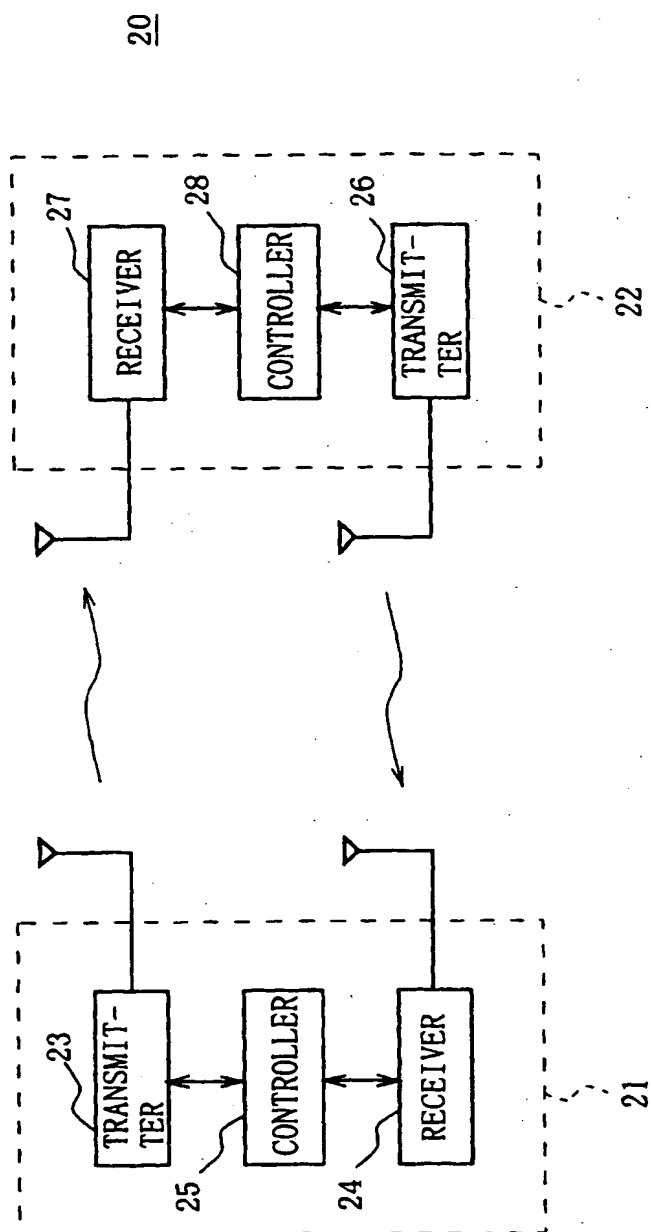 20
23
TRANSMIT-
TER
25
CONTROLLER
24
RECEIVER
21
27
RECEIVER
28
CONTROLLER
26
TRANSMIT-
TER
22